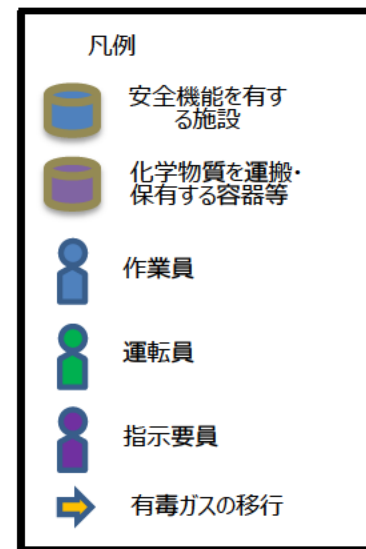 凡例
安全機能を有す
る施設
化学物質を運搬・
保有する容器等
作業員
運転員
指示要員
有毒ガスの移行